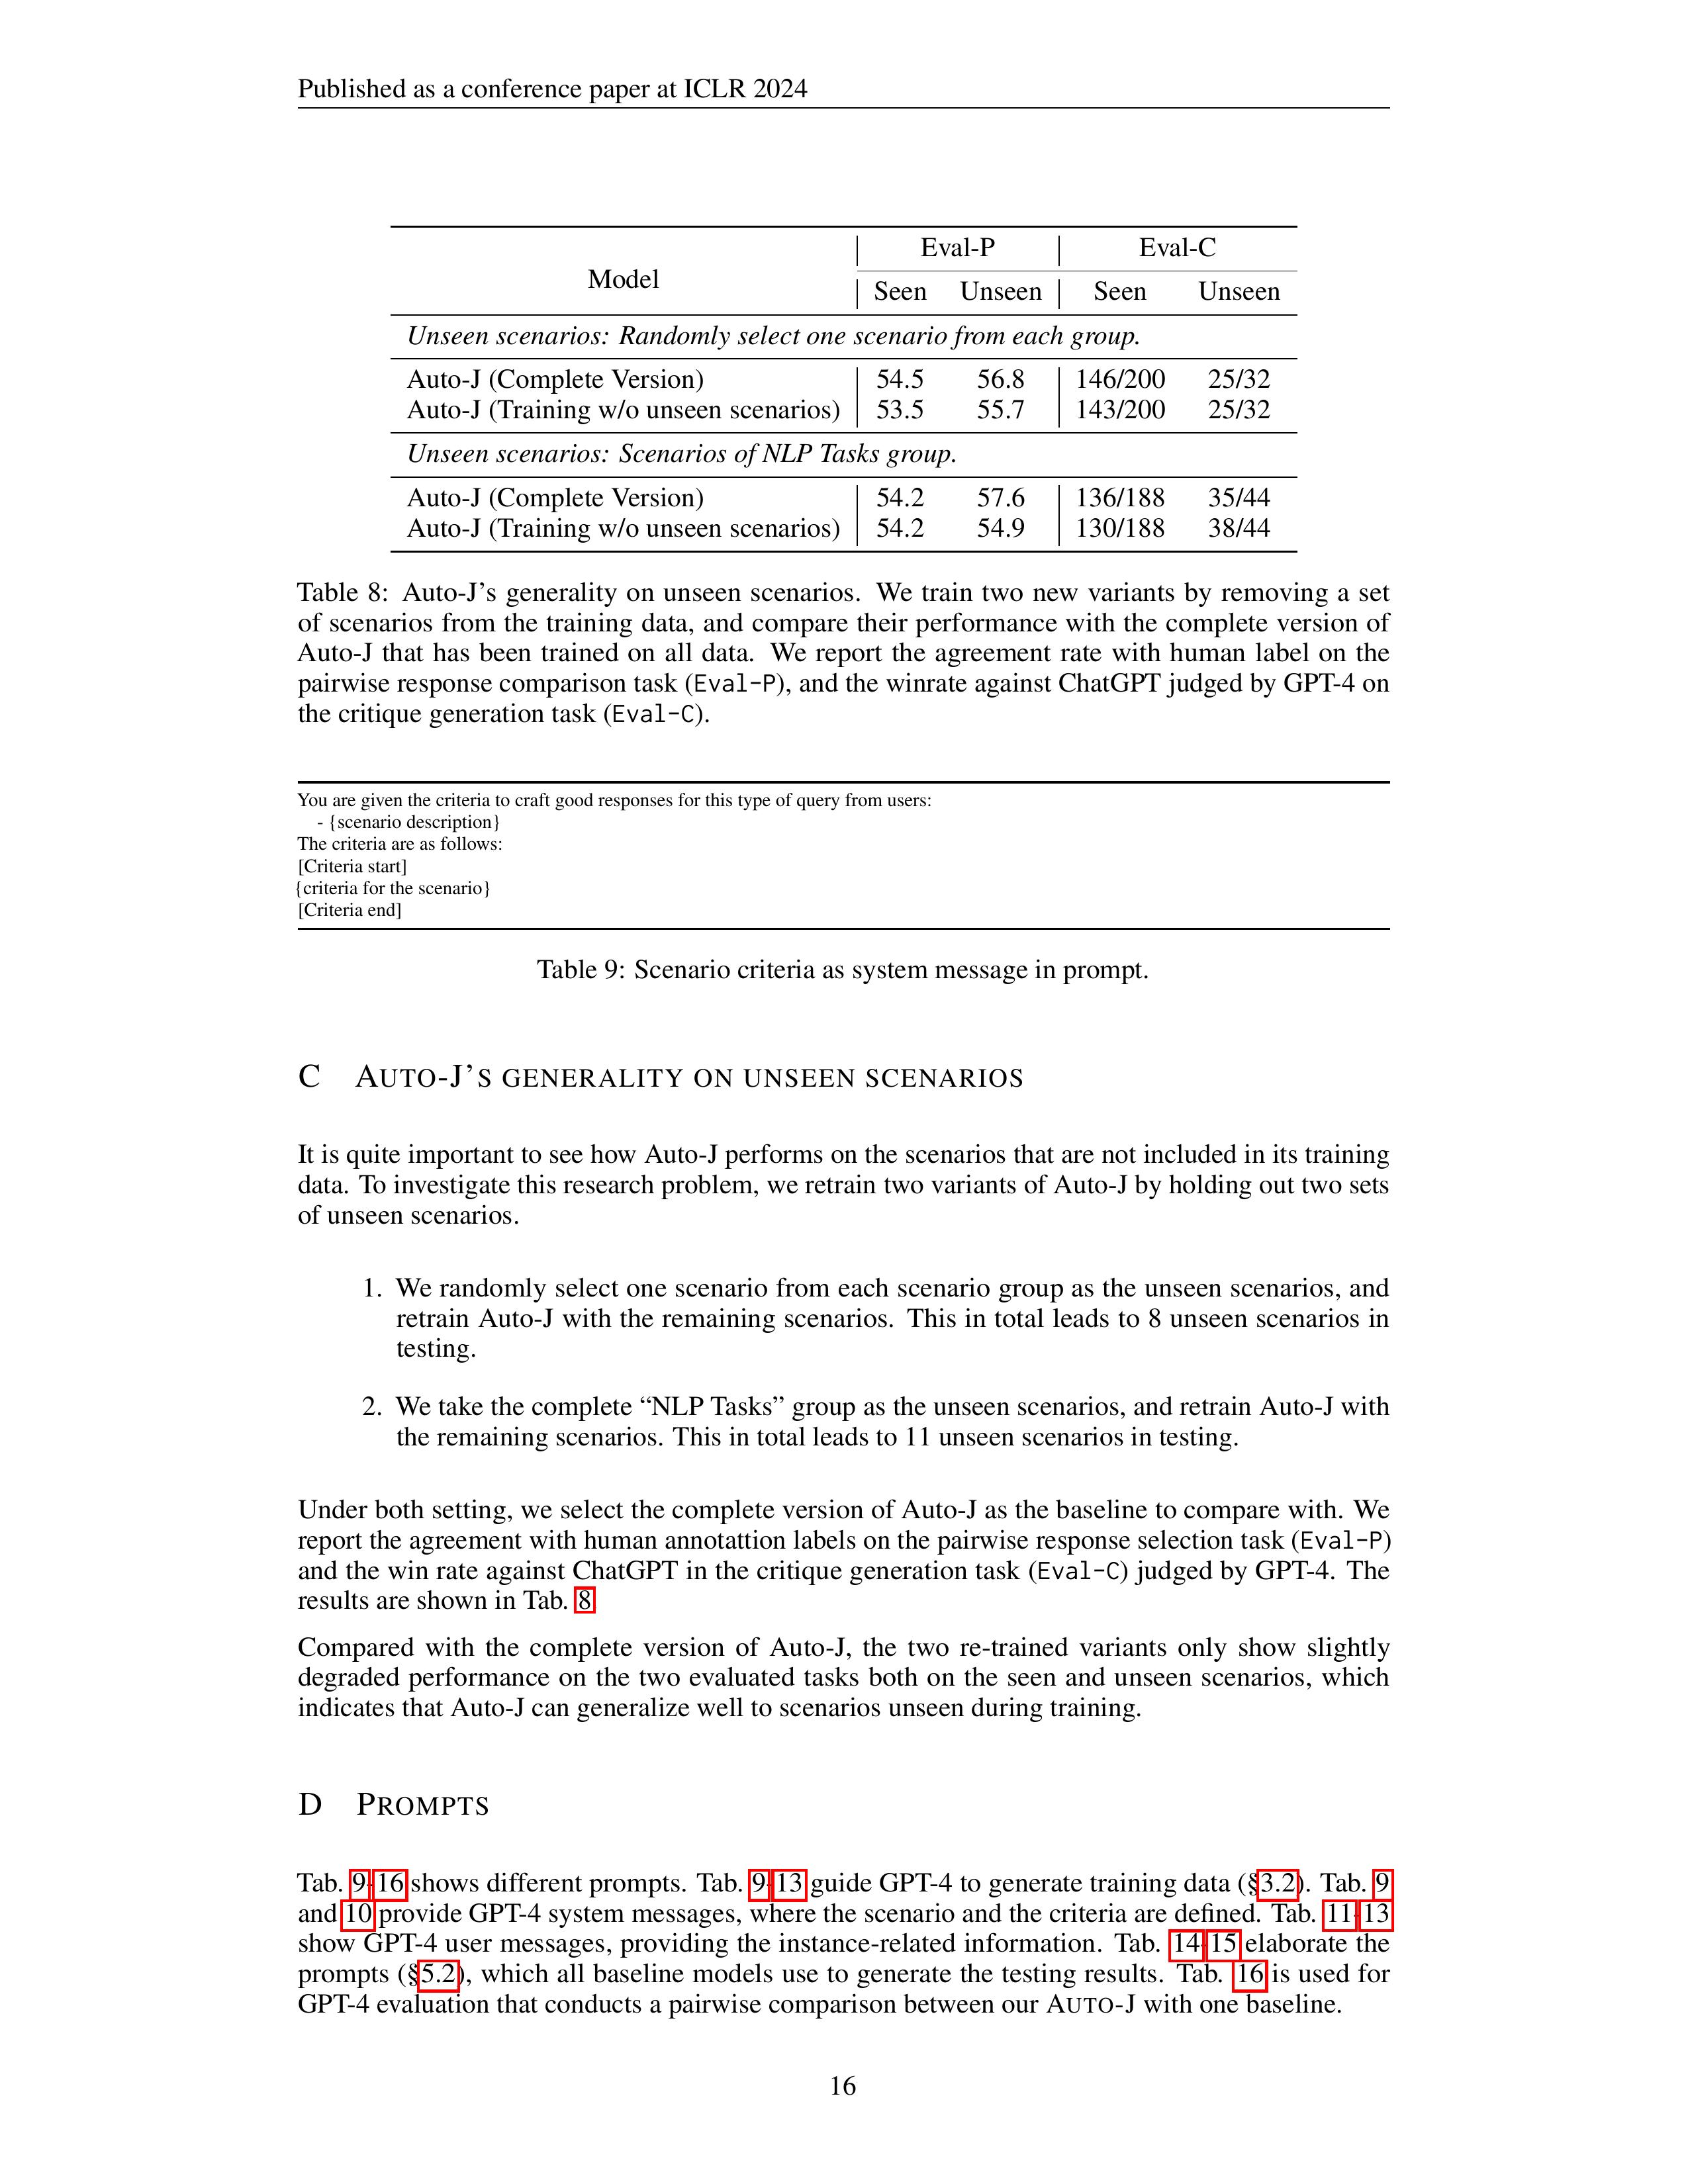 Published as a conference paper at ICLR 2024
Model Eval-P Eval-C
Seen Unseen Seen Unseen
Unseen scenarios: Randomly select one scenario from each group.
Auto-J (Complete Version) 54.5 56.8 146/200 25/32
Auto-J (Training w/o unseen scenarios) 53.5 55.7 143/200 25/32
Unseen scenarios: Scenarios of NLP Tasks group.
Auto-J (Complete Version) 54.2 57.6 136/188 35/44
Auto-J (Training w/o unseen scenarios) 54.2 54.9 130/188 38/44
Table 8: Auto-J's generality on unseen scenarios. We train two new variants by removing a set
of scenarios from the training data, and compare their performance with the complete version of
Auto-J that has been trained on all data. We report the agreement rate with human label on the
pairwise response comparison task (Eval-P), and the winrate against ChatGPT judged by GPT-4 on
the critique generation task (Eval-C).
You are given the criteria to craft good responses for this type of query from users:
- {scenario description}
The criteria are as follows:
[Criteria start]
{criteria for the scenario}
[Criteria end]
Table 9: Scenario criteria as system message in prompt.
C AUTO-J'S GENERALITY ON UNSEEN SCENARIOS
It is quite important to see how Auto-J performs on the scenarios that are not included in its training
data. To investigate this research problem, we retrain two variants of Auto-J by holding out two sets
of unseen scenarios.
1. We randomly select one scenario from each scenario group as the unseen scenarios, and
retrain Auto-J with the remaining scenarios. This in total leads to 8 unseen scenarios in
testing.
2. We take the complete “NLP Tasks” group as the unseen scenarios, and retrain Auto-J with
the remaining scenarios. This in total leads to 11 unseen scenarios in testing.
Under both setting, we select the complete version of Auto-J as the baseline to compare with. We
report the agreement with human annotattion labels on the pairwise response selection task (Eval-P)
and the win rate against ChatGPT in the critique generation task (Eval-C) judged by GPT-4. The
results are shown in Tab. 8
Compared with the complete version of Auto-J, the two re-trained variants only show slightly
degraded performance on the two evaluated tasks both on the seen and unseen scenarios, which
indicates that Auto-J can generalize well to scenarios unseen during training.
D PROMPTS
Tab. 9-16 shows different prompts. Tab. 9-13 guide GPT-4 to generate training data (§3.2). Tab. 9
and 10 provide GPT-4 system messages, where the scenario and the criteria are defined. Tab. 11-13
show GPT-4 user messages, providing the instance-related information. Tab. 14-15 elaborate the
prompts (§5.2), which all baseline models use to generate the testing results. Tab. 16 is used for
GPT-4 evaluation that conducts a pairwise comparison between our AUTO-J with one baseline.
16